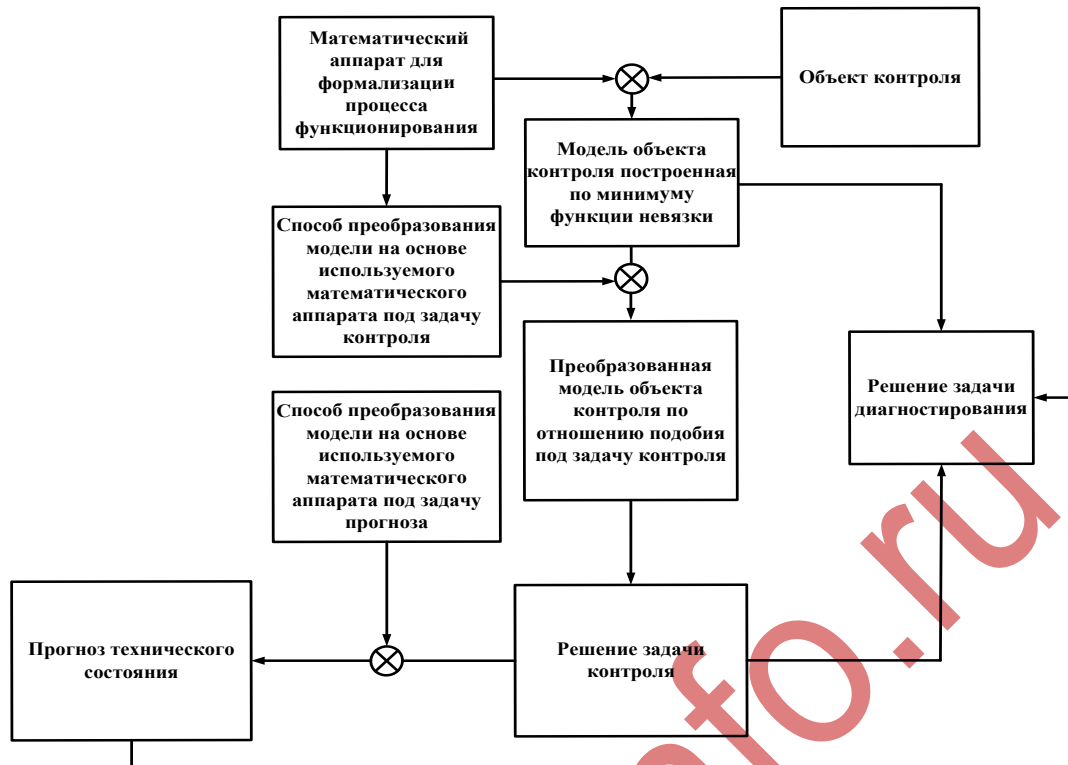 Математический
аппарат для
формализации
процесса
функционирования
Объект контроля
Модель объекта
контроля построенная
по минимуму
функции невязки
Способ преобразования
модели на основе
используемого
математического
аппарата под задачу
контроля
Преобразованная
модель объекта
контроля по
отношению подобия
под задачу контроля
Решение задачи
диагностирования
Способ преобразования
модели на основе
используемого
математического
аппарата под задачу
прогноза
Прогноз технического
состояния
Решение задачи
контроля
fo.ru